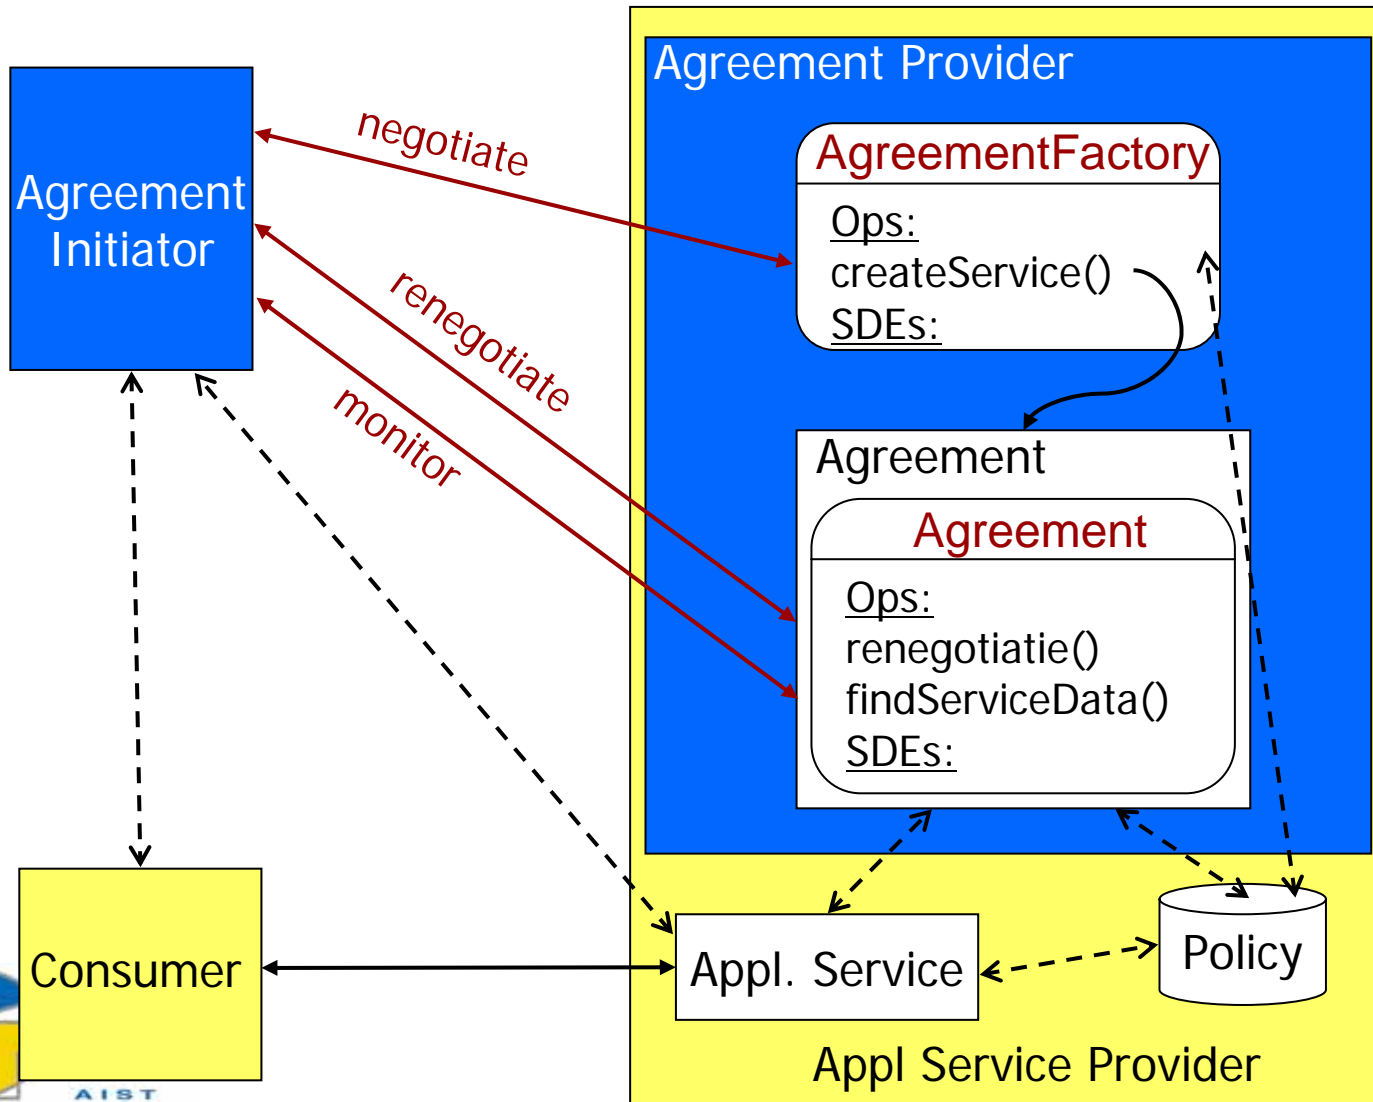 Agreement Provider
AgreementFactory
Ops:
createService()
SDEs:
negotiate
Agreement
Initiator
renegotiate
monitor
Agreement
Agreement
Ops:
renegotiatie()
findServiceData()
SDEs:
Consumer
Appl. Service
Policy
Appl Service Provider
AIST